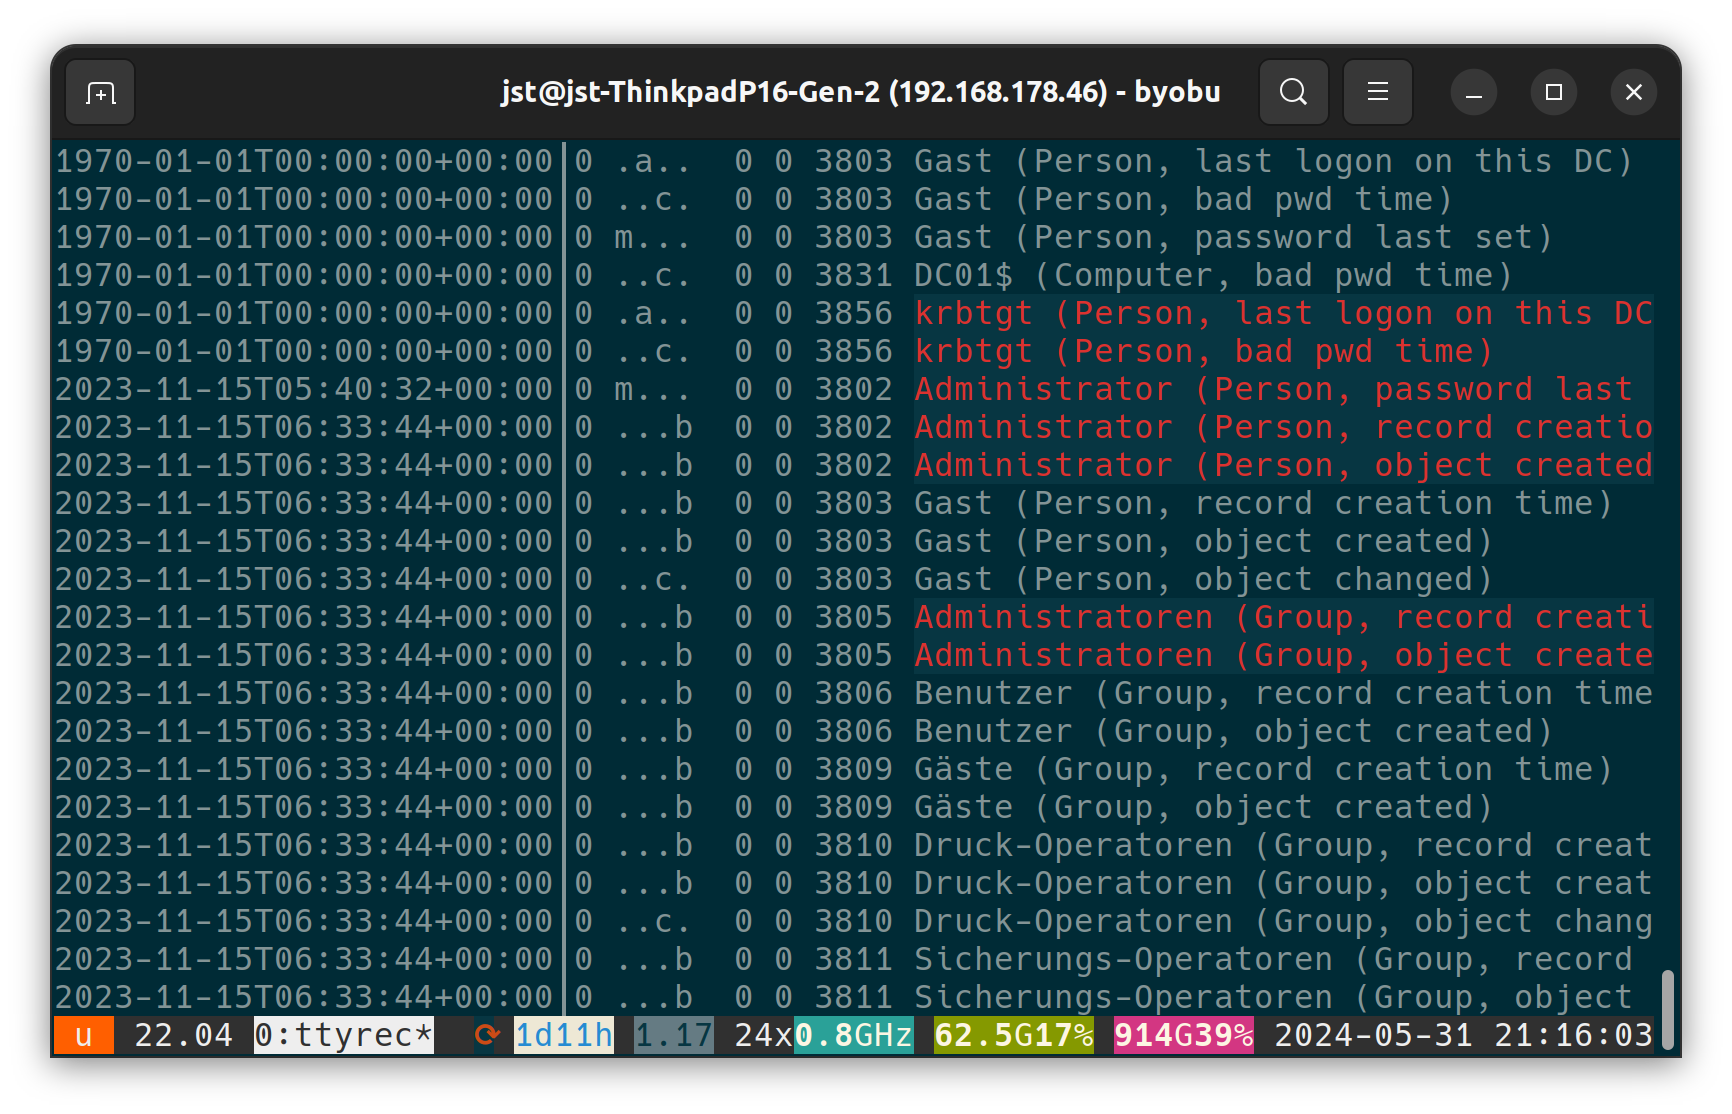 jst@jst-ThinkpadP16-Gen-2 (192.168.178.46) - byobu
1970-01-01T00:00:00+00:00 0 .a.. 0 0 3803 Gast (Person, last logon on this DC)
1970-01-01T00:00:00+00:00 0 ..c. 0 0 3803 Gast (Person, bad pwd time)
1970-01-01T00:00:00+00:00 0 m... 0 0 3803 Gast (Person, password last set)
1970-01-01T00:00:00+00:00 0 ..c. 0 0 3831 DC01$ (Computer, bad pwd time)
1970-01-01T00:00:00+00:00 0 .a.. 0 0 3856 krbtgt (Person, last logon on this DC
1970-01-01T00:00:00+00:00 0 ..c. 0 0 3856 krbtgt (Person, bad pwd time)
2023-11-15T05:40:32+00:00 0 m... 0 0 3802 Administrator (Person, password last
2023-11-15T06:33:44+00:00 0 ...b 0 0 3802 Administrator (Person, record creatio
2023-11-15T06:33:44+00:00 0 ...b 0 0 3802 Administrator (Person, object created
2023-11-15T06:33:44+00:00 0 ...b 0 0 3803 Gast (Person, record creation time)
2023-11-15T06:33:44+00:00 0 ...b 0 0 3803 Gast (Person, object created)
2023-11-15T06:33:44+00:00 0 ..c. 0 0 3803 Gast (Person, object changed)
2023-11-15T06:33:44+00:00 0 ...b 0 0 3805 Administratoren (Group, record creati
2023-11-15T06:33:44+00:00 0 ...b 0 0 3805 Administratoren (Group, object create
2023-11-15T06:33:44+00:00 0 ...b 0 0 3806 Benutzer (Group, record creation time
2023-11-15T06:33:44+00:00 0 ...b 0 0 3806 Benutzer (Group, object created)
2023-11-15T06:33:44+00:00 0 ...b 0 0 3809 Gäste (Group, record creation time)
2023-11-15T06:33:44+00:00 0 ...b 0 0 3809 Gäste (Group, object created)
2023-11-15T06:33:44+00:00 0 ...b 0 0 3810 Druck-Operatoren (Group, record creat
2023-11-15T06:33:44+00:00 0 ...b 0 0 3810 Druck-Operatoren (Group, object creat
2023-11-15T06:33:44+00:00 0 ..c. 0 0 3810 Druck-Operatoren (Group, object chang
2023-11-15T06:33:44+00:00 0 ...b 0 0 3811 Sicherungs-Operatoren (Group, record
2023-11-15T06:33:44+00:00 0 ...b 0 0 3811 Sicherungs-Operatoren (Group, object
u 22.04 0:ttyrec* ⟳ 1d11h 1.17 24x0.8GHz 62.5G17% 914G39% 2024-05-31 21:16:03